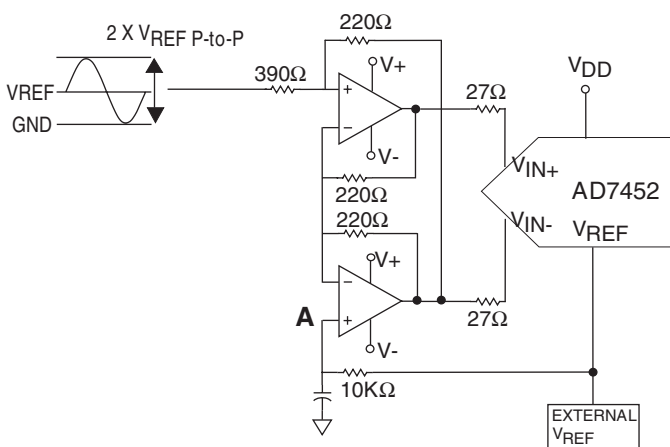 2 X VREF P-to-P
VREF
GND
390Ω
220Ω
V+
+
−
V-
220Ω
220Ω
27Ω
VDD
VIN+
AD7452
VIN-
VREF
V+
−
A
+
V-
27Ω
10KΩ
EXTERNAL
VREF